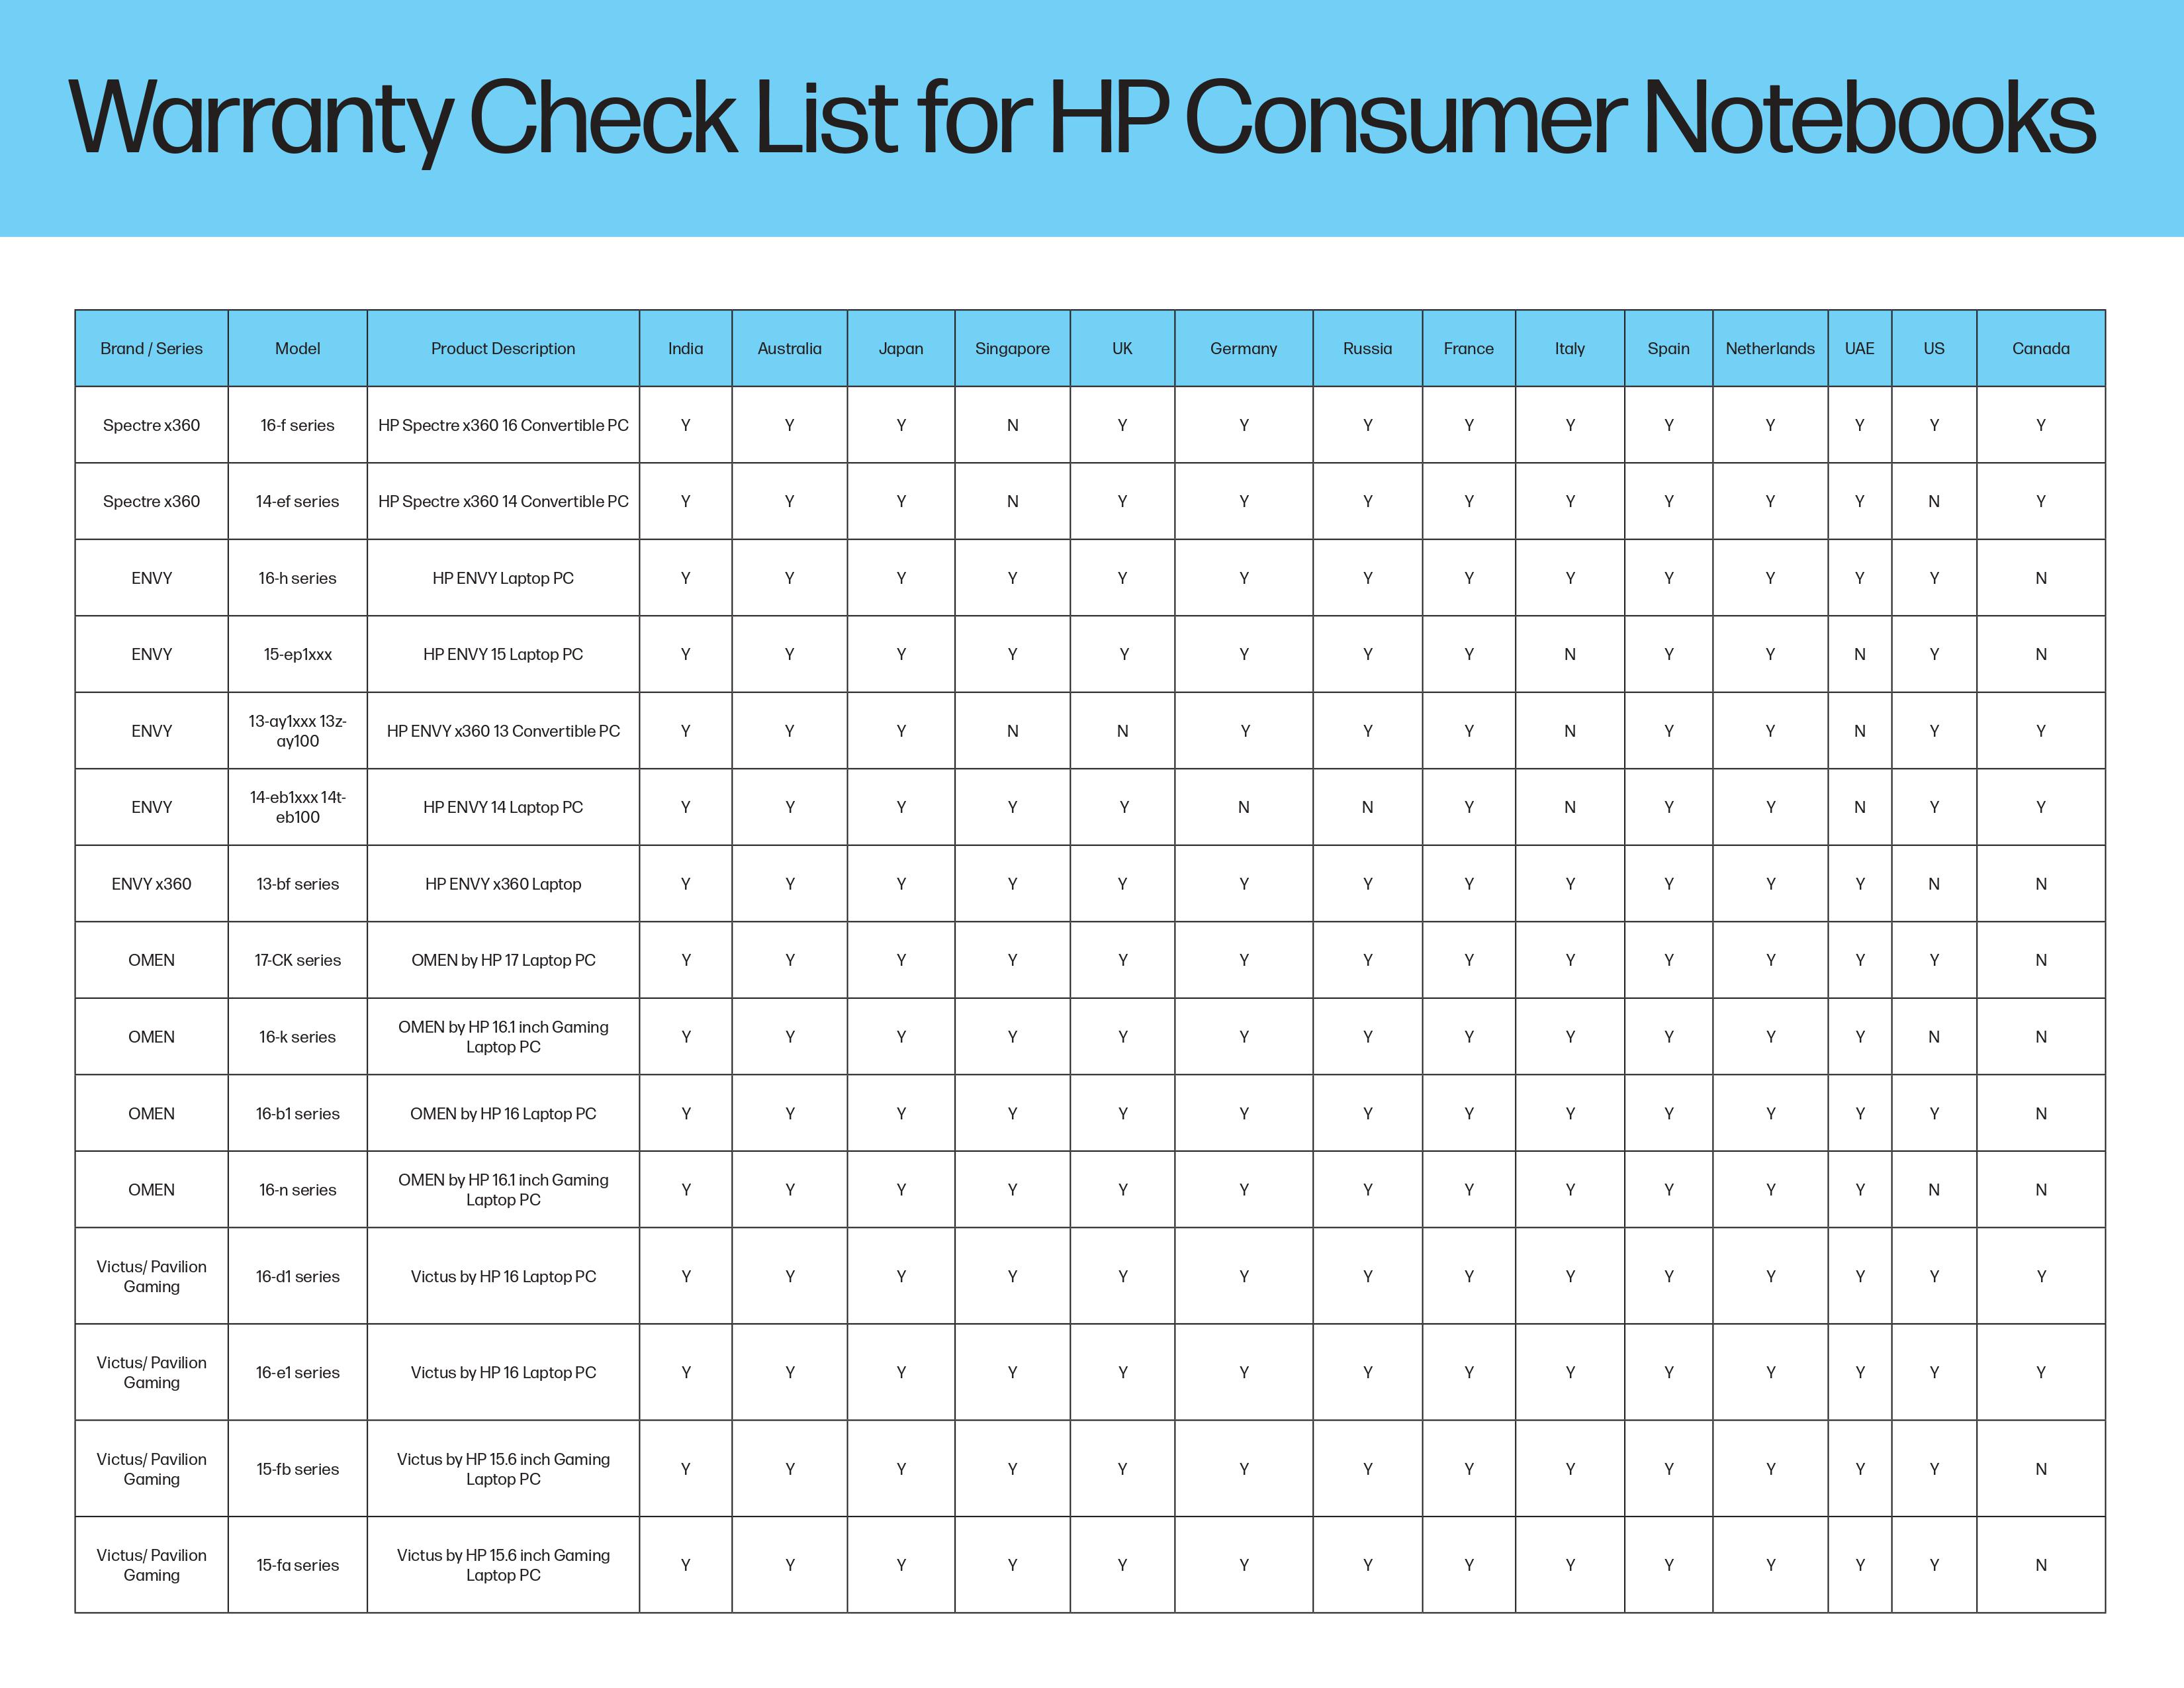 Warranty Check List for HP Consumer Notebooks
Brand / Series Model Product Description India Australia Japan Singapore UK Germany Russia France Italy Spain Netherlands UAE US Canada
Spectre x360 16-f series HP Spectre x360 16 Convertible PC Y Y Y N Y Y Y Y Y Y Y Y Y Y
Spectre x360 14-ef series HP Spectre x360 14 Convertible PC Y Y Y N Y Y Y Y Y Y Y Y N Y
ENVY 16-h series HP ENVY Laptop PC Y Y Y Y Y Y Y Y Y Y Y Y Y N
ENVY 15-ep1xxx HP ENVY 15 Laptop PC Y Y Y Y Y Y Y Y N Y Y N Y N
ENVY 13-ay1xxx 13z-
ay100 HP ENVY x360 13 Convertible PC Y Y Y N N Y Y Y N Y Y N Y Y
ENVY 14-eb1xxx 14t-
eb100 HP ENVY 14 Laptop PC Y Y Y Y Y N N Y N Y Y N Y Y
ENVY x360 13-bf series HP ENVY x360 Laptop Y Y Y Y Y Y Y Y Y Y Y Y N N
OMEN 17-CK series OMEN by HP 17 Laptop PC Y Y Y Y Y Y Y Y Y Y Y Y Y N
OMEN 16-k series OMEN by HP 16.1 inch Gaming
Laptop PC Y Y Y Y Y Y Y Y Y Y Y Y N N
OMEN 16-b1 series OMEN by HP 16 Laptop PC Y Y Y Y Y Y Y Y Y Y Y Y Y N
OMEN 16-n series OMEN by HP 16.1 inch Gaming
Laptop PC Y Y Y Y Y Y Y Y Y Y Y Y N N
Victus/ Pavilion
Gaming 16-d1 series Victus by HP 16 Laptop PC Y Y Y Y Y Y Y Y Y Y Y Y Y Y
Victus/ Pavilion
Gaming 16-e1 series Victus by HP 16 Laptop PC Y Y Y Y Y Y Y Y Y Y Y Y Y Y
Victus/ Pavilion
Gaming 15-fb series Victus by HP 15.6 inch Gaming
Laptop PC Y Y Y Y Y Y Y Y Y Y Y Y Y N
Victus/ Pavilion
Gaming 15-fa series Victus by HP 15.6 inch Gaming
Laptop PC Y Y Y Y Y Y Y Y Y Y Y Y Y N